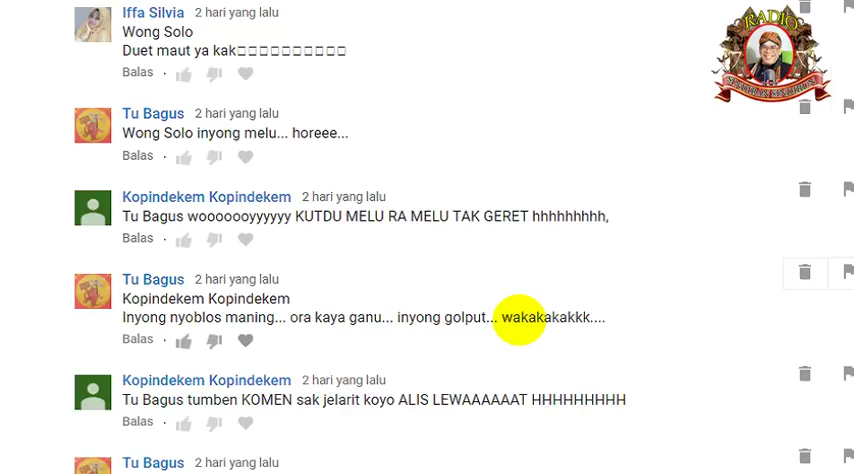 Iffa Silvia 2 hari yang lalu
Wong Solo
Duet maut ya kak□□□□□□□□□□
Balas ·
RADIO
Tu Bagus 2 hari yang lalu
Wong Solo inyong melu... horeee...
Balas ·
Kopindekem Kopindekem 2 hari yang lalu
Tu Bagus wooooooyyyyyy KUTDU MELU RA MELU TAK GERET hhhhhhhhh,
Balas ·
Tu Bagus 2 hari yang lalu
Kopindekem Kopindekem
Inyong nyoblos maning... ora kaya ganu... inyong golput... wakakakakkk....
Balas ·
Kopindekem Kopindekem 2 hari yang lalu
Tu Bagus tumben KOMEN sak jelarit koyo ALIS LEWAAAAAAT HHHHHHHHH
Balas ·
Tu Bagus 2 hari yang lalu